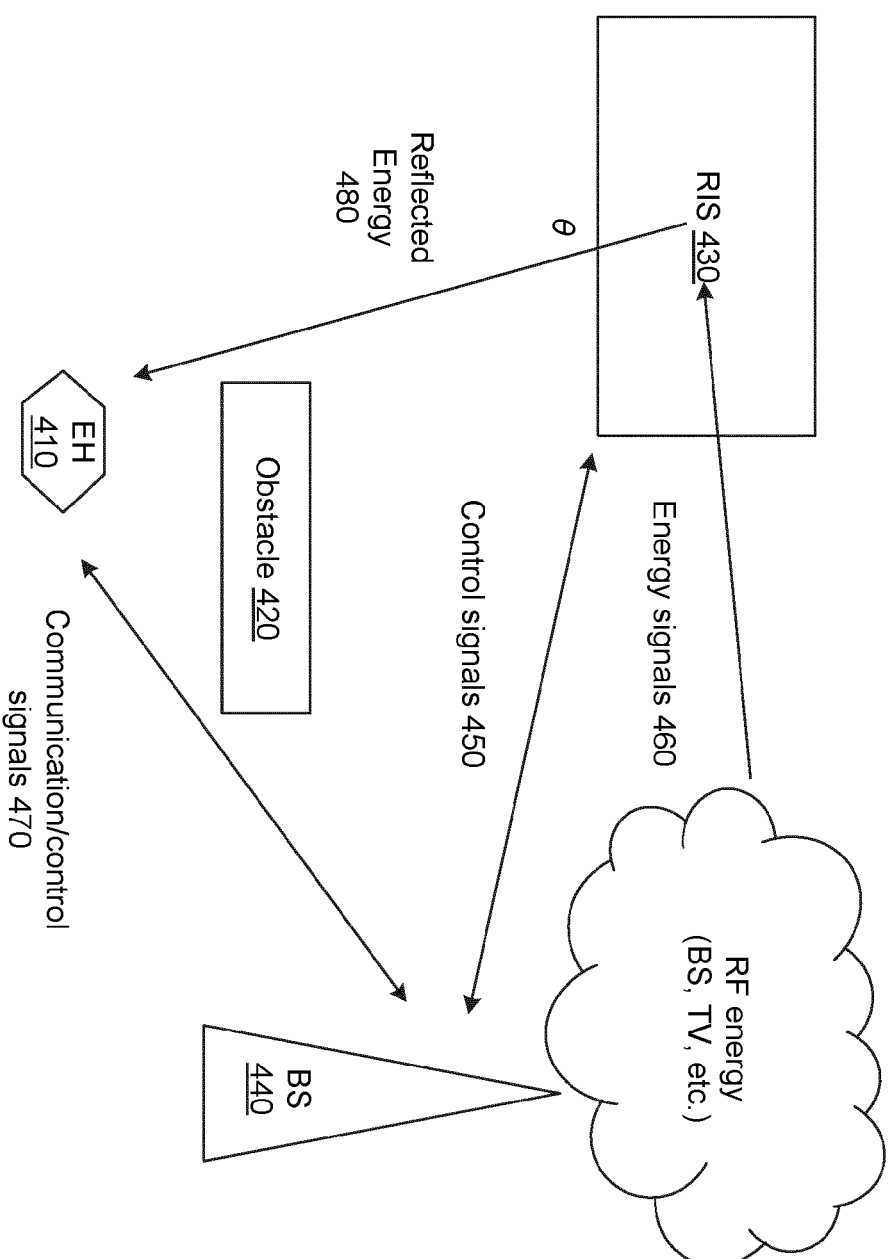 RIS 430
RF energy
(BS, TV, etc.)
Energy signals 460
θ
Control signals 450
Reflected
Energy
480
Obstacle 420
BS
440
EH
410
Communication/control
signals 470